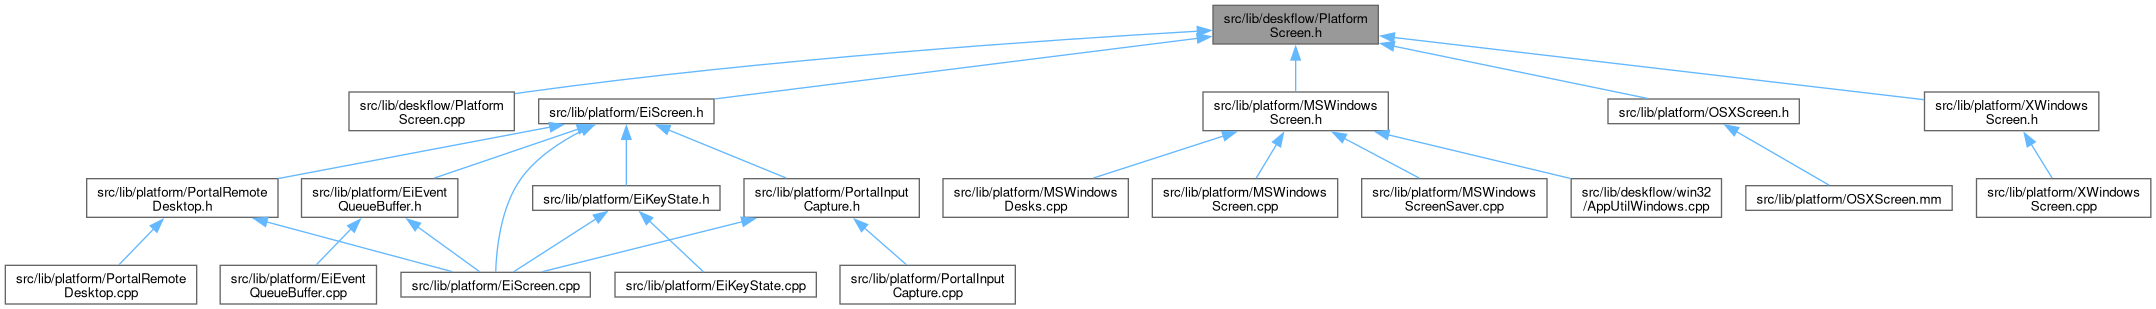 src/lib/deskflow/Platform
Screen.h
src/lib/deskflow/Platform
Screen.cpp
src/lib/platform/EiScreen.h
src/lib/platform/MSWindows
Screen.h
src/lib/platform/OSXScreen.h
src/lib/platform/XWindows
Screen.h
src/lib/platform/PortalRemote
Desktop.h
src/lib/platform/EiEvent
QueueBuffer.h
src/lib/platform/EiKeyState.h
src/lib/platform/PortalInput
Capture.h
src/lib/platform/MSWindows
Desks.cpp
src/lib/platform/MSWindows
Screen.cpp
src/lib/platform/MSWindows
ScreenSaver.cpp
src/lib/deskflow/win32
/AppUtilWindows.cpp
src/lib/platform/OSXScreen.mm
src/lib/platform/XWindows
Screen.cpp
src/lib/platform/PortalRemote
Desktop.cpp
src/lib/platform/EiEvent
QueueBuffer.cpp
src/lib/platform/EiScreen.cpp
src/lib/platform/EiKeyState.cpp
src/lib/platform/PortalInput
Capture.cpp